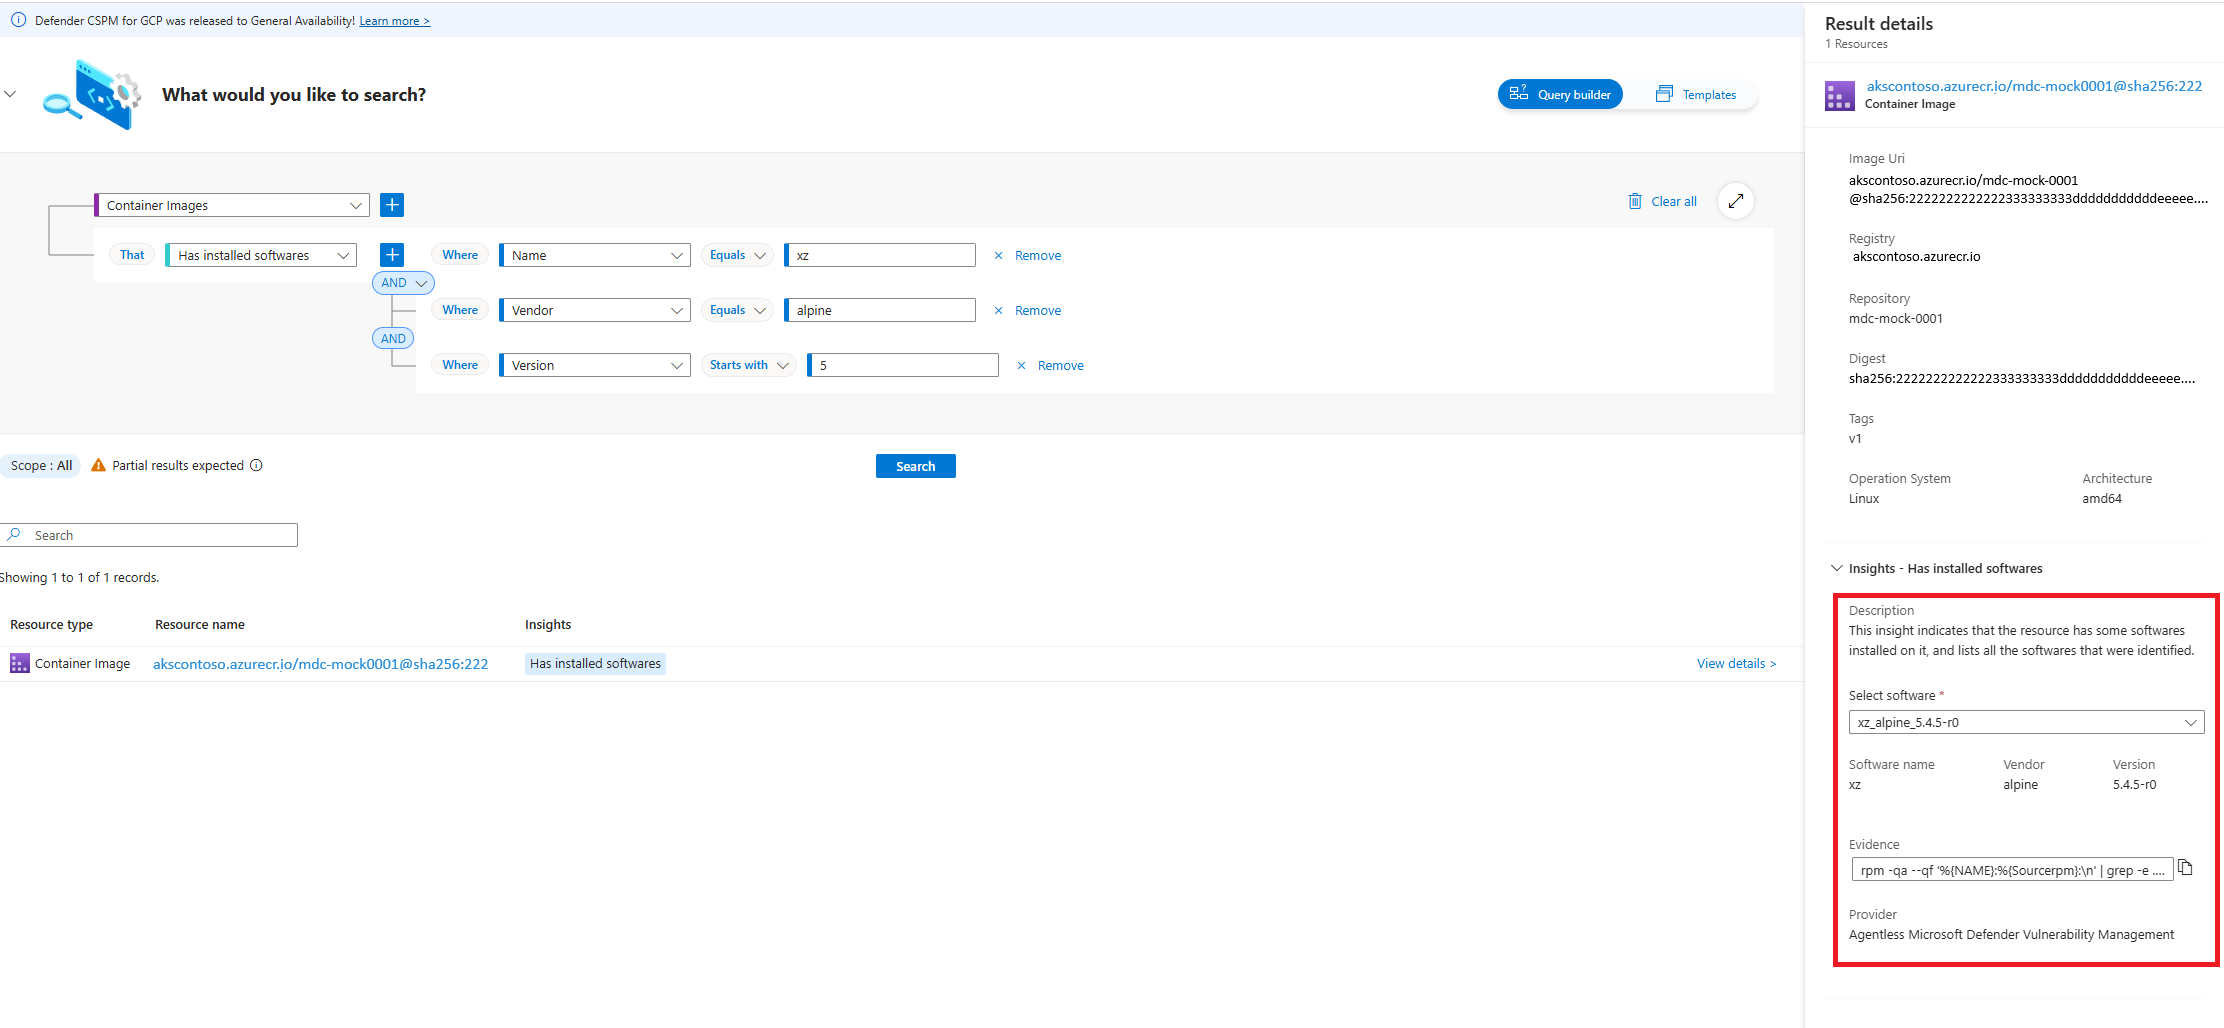 Defender CSPM for GCP was released to General Availability! Learn more >
What would you like to search?
Query builder
Templates
Container Images
Clear all
That
Has installed softwares
Where
Name
Equals
xz
Remove
AND
Where
Vendor
Equals
alpine
Remove
AND
Where
Version
Starts with
5
Remove
Scope : All
Partial results expected
Search
Search
Showing 1 to 1 of 1 records.
Resource type
Resource name
Insights
Container Image
akscontoso.azurecr.io/mdc-mock0001@sha256:222
Has installed softwares
View details >
Result details
1 Resources
akscontoso.azurecr.io/mdc-mock0001@sha256:222
Container Image
Image Uri
akscontoso.azurecr.io/mdc-mock-0001
Registry
akscontoso.azurecr.io
Repository
mdc-mock-0001
Digest
Tags
v1
Operation System
Linux
Architecture
amd64
Insights - Has installed softwares
Description
This insight indicates that the resource has some softwares
installed on it, and lists all the softwares that were identified.
Select software *
xz_alpine_5.4.5-r0
Software name
xz
Vendor
alpine
Version
5.4.5-r0
Evidence
rpm -qa --qf '%{NAME}:%{Sourcerpm}:\n' | grep -e ....
Provider
Agentless Microsoft Defender Vulnerability Management